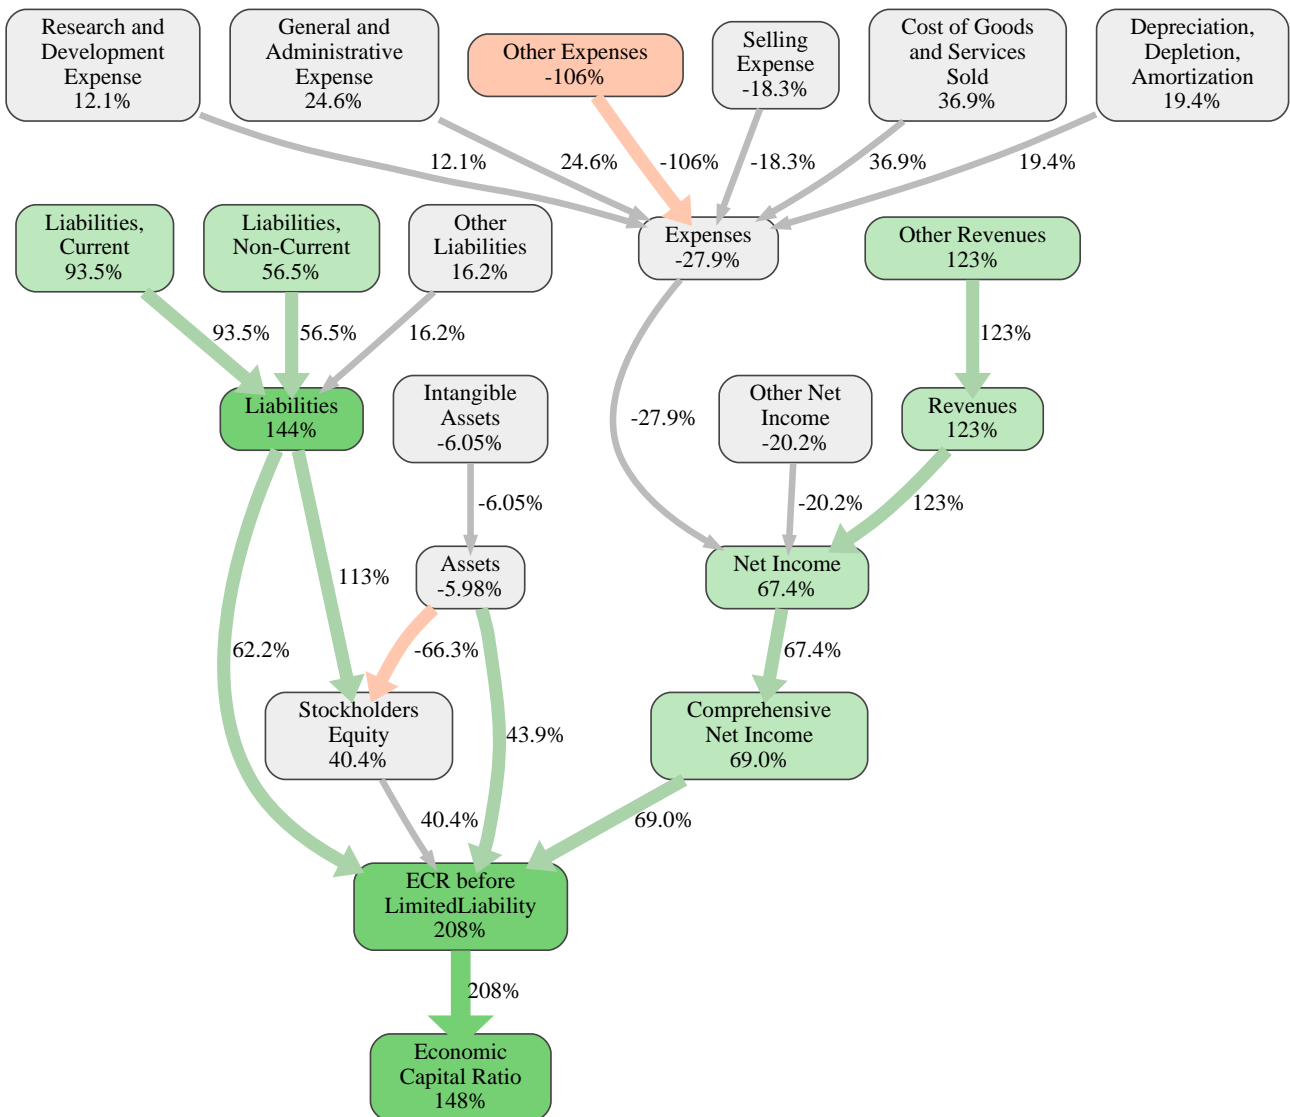 Research and
Development
Expense
12.1%
General and
Administrative
Expense
24.6%
Other Expenses
-106%
Selling
Expense
-18.3%
Cost of Goods
and Services
Sold
36.9%
Depreciation,
Depletion,
Amortization
19.4%
12.1%
24.6%
-106%
-18.3%
36.9%
19.4%
Liabilities,
Current
93.5%
Liabilities,
Non-Current
56.5%
Other
Liabilities
16.2%
Expenses
-27.9%
Other Revenues
123%
93.5%
56.5%
16.2%
-27.9%
123%
Liabilities
144%
Intangible
Assets
-6.05%
Other Net
Income
-20.2%
Revenues
123%
-6.05%
-20.2%
123%
113%
Assets
-5.98%
Net Income
67.4%
62.2%
-66.3%
43.9%
67.4%
Stockholders
Equity
40.4%
Comprehensive
Net Income
69.0%
40.4%
69.0%
ECR before
LimitedLiability
208%
208%
Economic
Capital Ratio
148%